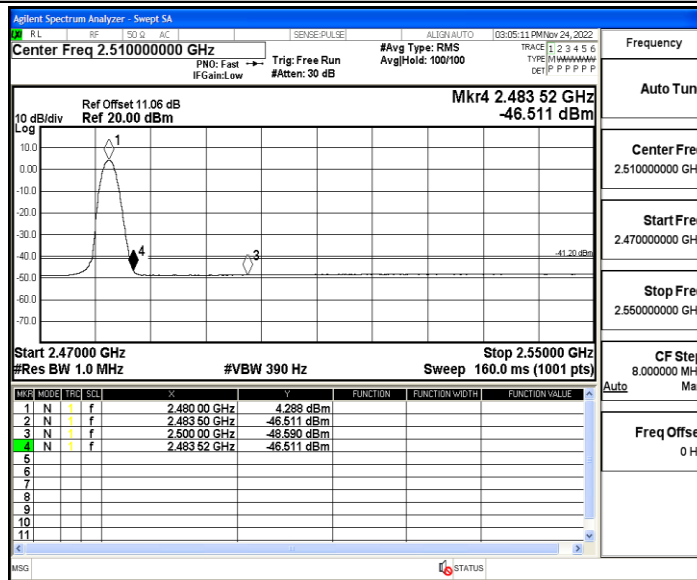 Agilent Spectrum Analyzer - Swept SA
RL RF 50 Ω AC SENSE:PULSE ALIGN AUTO 03:05:11 PM Nov 24, 2022
Center Freq 2.510000000 GHz
PNO: Fast
IFGain:Low
Trig: Free Run
#Atten: 30 dB
#Avg Type: RMS
Avg|Hold: 100/100
TRACE 1 2 3 4 5 6
TYPE M WWWWW
DET P P P P P P
Mkr4 2.483 52 GHz
-46.511 dBm
Ref Offset 11.06 dB
10 dB/div Ref 20.00 dBm
Log
10.0
0.00
-10.0
-20.0
-30.0
-40.0
-50.0
-60.0
-70.0
1
4
3
-41.20 dBm
Start 2.47000 GHz Stop 2.55000 GHz
#Res BW 1.0 MHz #VBW 390 Hz Sweep 160.0 ms (1001 pts)
MKR MODE TRC SCL X Y FUNCTION FUNCTION WIDTH FUNCTION VALUE
1 N 1 f 2.480 00 GHz 4.288 dBm
2 N 1 f 2.483 50 GHz -46.511 dBm
3 N 1 f 2.500 00 GHz -48.590 dBm
4 N 1 f 2.483 52 GHz -46.511 dBm
5
6
7
8
9
10
11
MSG STATUS
Frequency
Auto Tun
Center Fre
2.510000000 GH
Start Fre
2.470000000 GH
Stop Fre
2.550000000 GH
CF Step
8.000000 MH
Auto Ma
Freq Offse
0 H